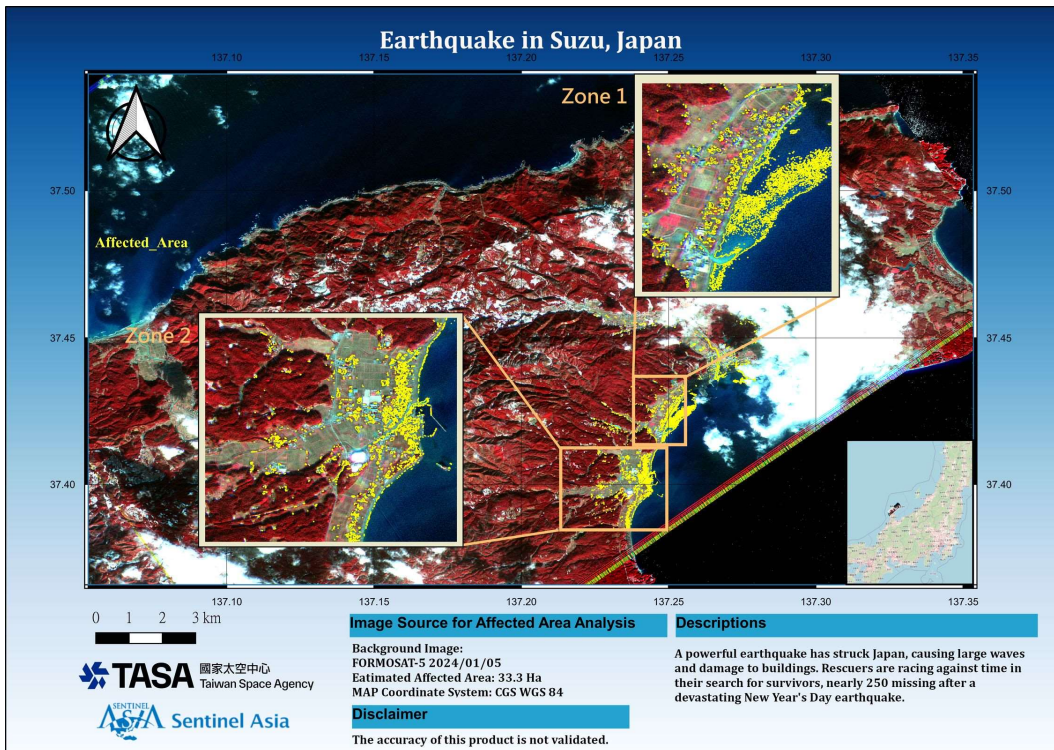 Earthquake in Suzu, Japan
137.10 137.15 137.20 137.25 137.30 137.35
Zone 1
37.50 37.50
Affected_Area
Zone 2
37.45 37.45
37.40 37.40
137.10 137.15 137.20 137.25 137.30 137.35
0 1 2 3 km
TASA 國家太空中心
Taiwan Space Agency
SENTINEL
ASIA Sentinel Asia
Image Source for Affected Area Analysis
Background Image:
FORMOSAT-5 2024/01/05
Eatimated Affected Area: 33.3 Ha
MAP Coordinate System: CGS WGS 84
Disclaimer
The accuracy of this product is not validated.
Descriptions
A powerful earthquake has struck Japan, causing large waves
and damage to buildings. Rescuers are racing against time in
their search for survivors, nearly 250 missing after a
devastating New Year's Day earthquake.